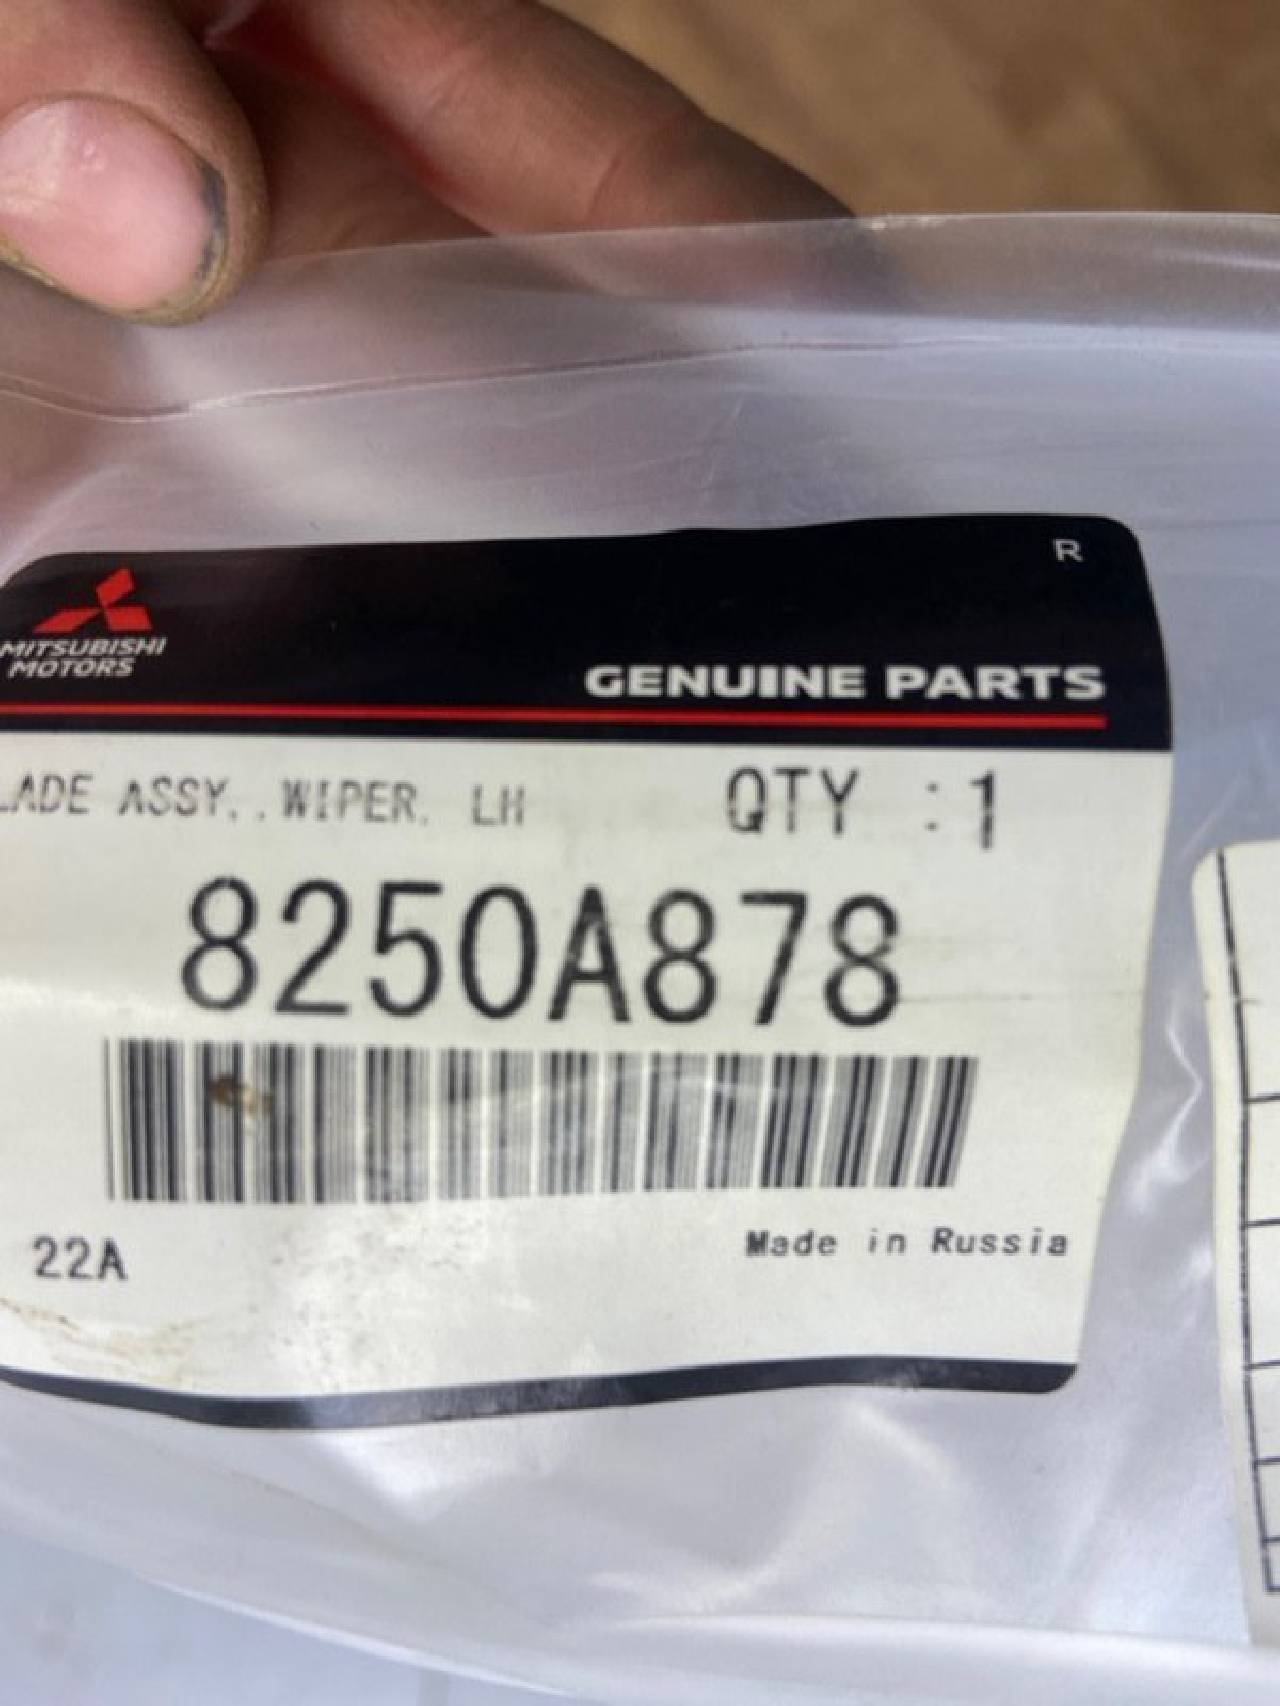 R
MITSUBISHI
MOTORS
GENUINE PARTS
LADE ASSY,.WIPER. LH QTY :1
8250A878
22A
Made in Russia